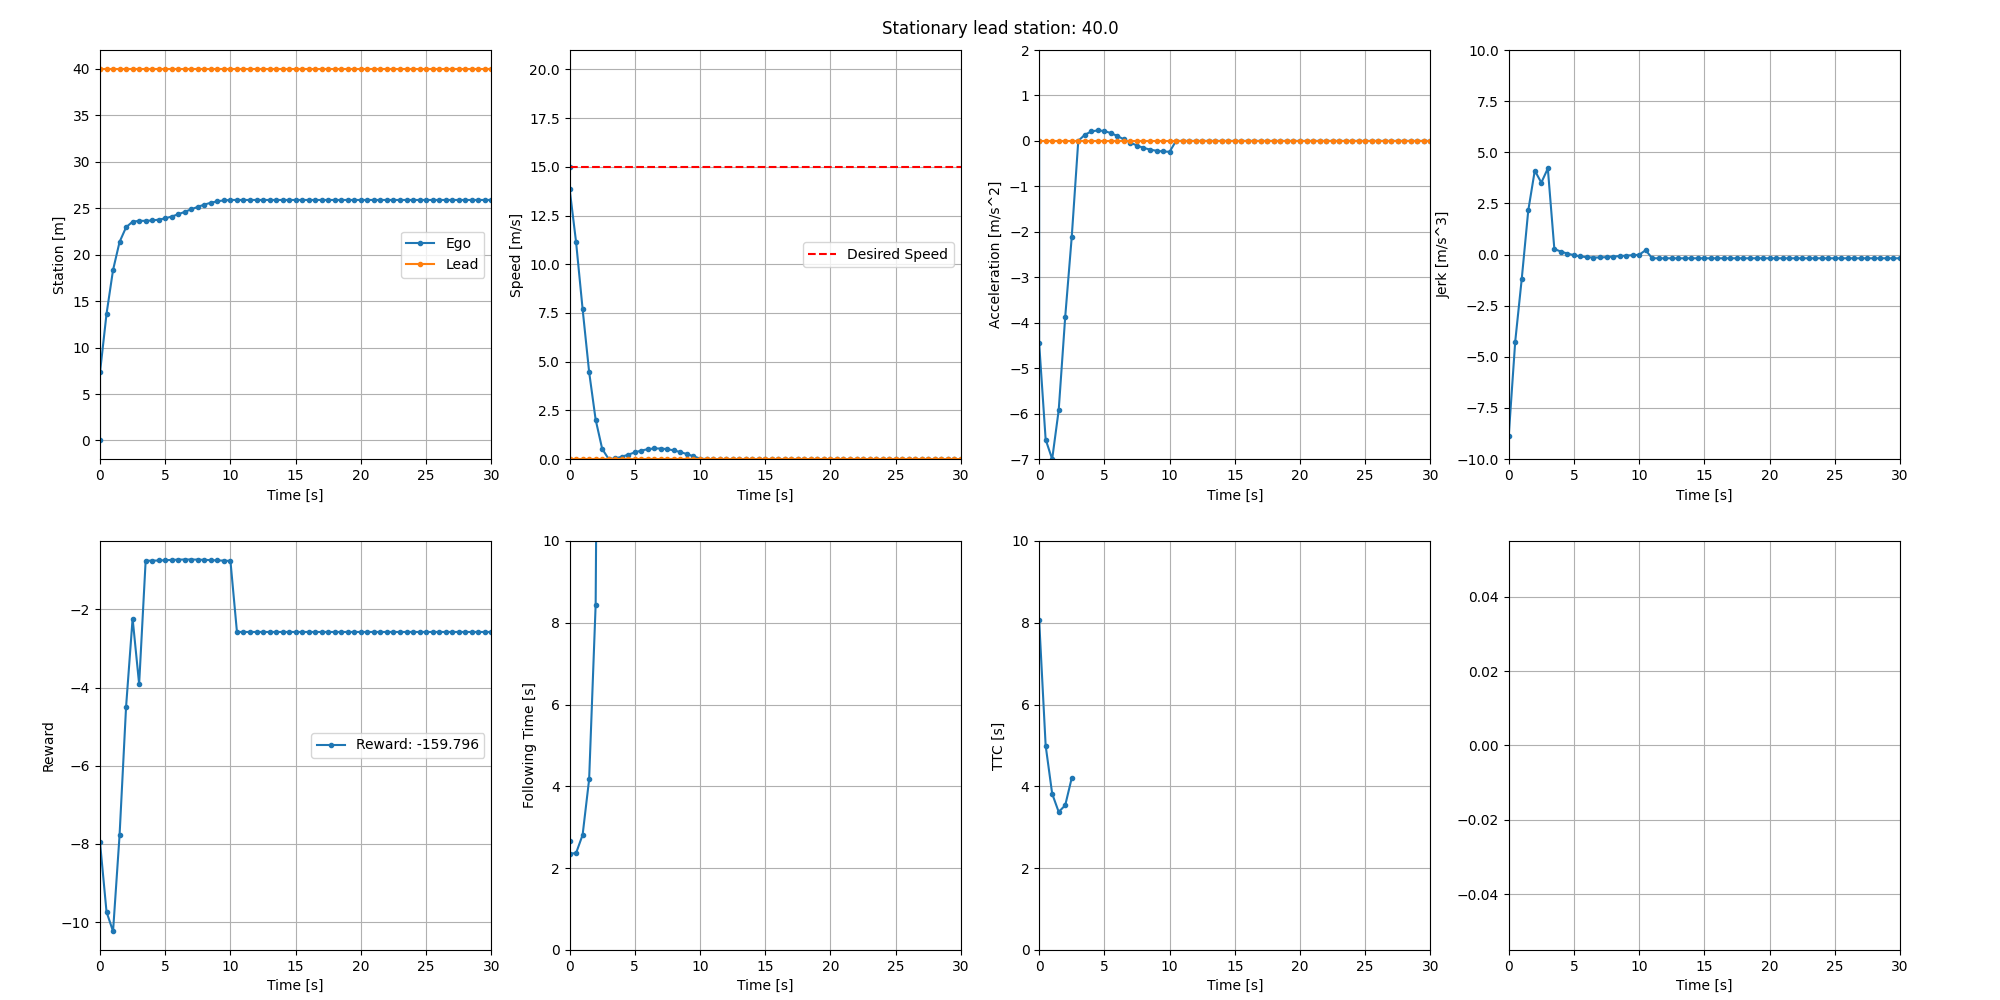 Stationary lead station: 40.0
40
35
30
25
20
15
10
5
0
Station [m]
Ego
Lead
0 5 10 15 20 25 30
Time [s]
20.0
17.5
15.0
12.5
10.0
7.5
5.0
2.5
0.0
Speed [m/s]
Desired Speed
0 5 10 15 20 25 30
Time [s]
2
1
0
−1
−2
−3
−4
−5
−6
−7
Acceleration [m/s^2]
0 5 10 15 20 25 30
Time [s]
10.0
7.5
5.0
2.5
0.0
−2.5
−5.0
−7.5
−10.0
Jerk [m/s^3]
0 5 10 15 20 25 30
Time [s]
−2
−4
−6
−8
−10
Reward
Reward: -159.796
0 5 10 15 20 25 30
Time [s]
10
8
6
4
2
0
Following Time [s]
0 5 10 15 20 25 30
Time [s]
10
8
6
4
2
0
TTC [s]
0 5 10 15 20 25 30
Time [s]
0.04
0.02
0.00
−0.02
−0.04
0 5 10 15 20 25 30
Time [s]